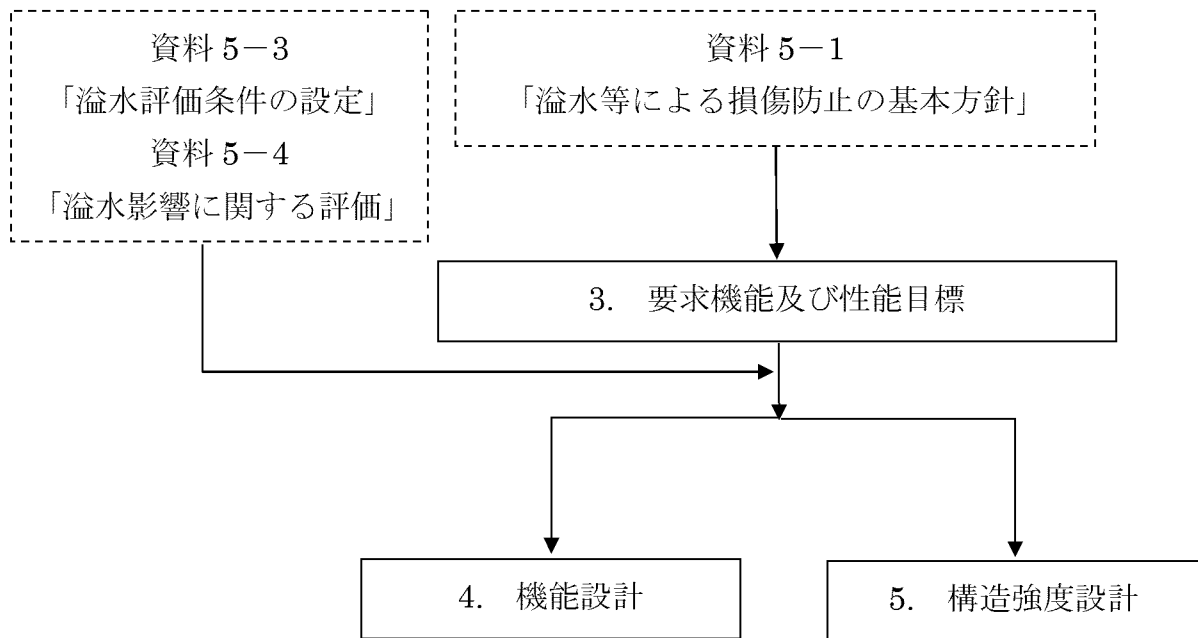 資料 5－3
「溢水評価条件の設定」
資料 5－4
「溢水影響に関する評価」
資料 5－1
「溢水等による損傷防止の基本方針」
3. 要求機能及び性能目標
4. 機能設計
5. 構造強度設計